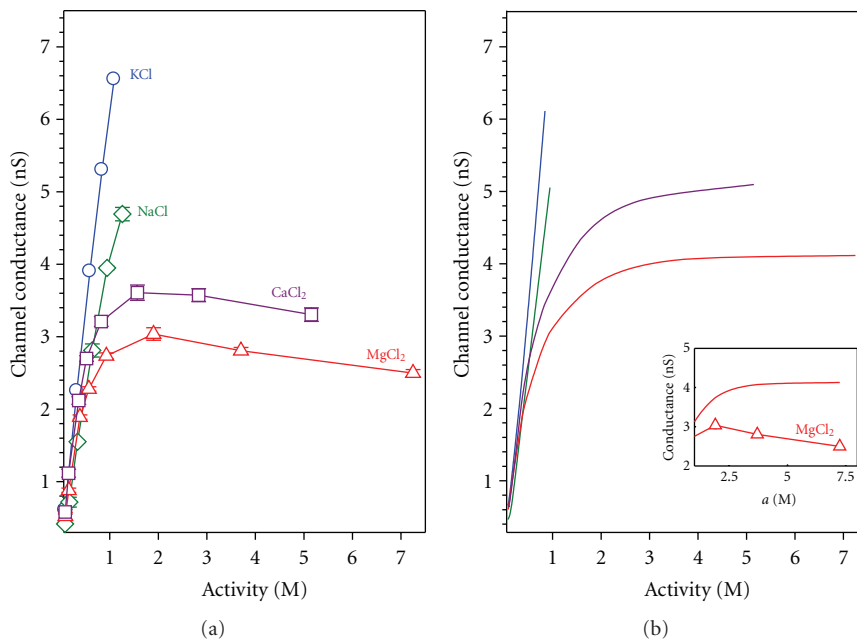 7
6
5
4
3
2
1
Channel conductance (nS)
KCl
NaCl
CaCl2
MgCl2
1 2 3 4 5 6 7
Activity (M)
(a)
7
6
5
4
3
2
1
Channel conductance (nS)
1 2 3 4 5 6 7
Activity (M)
5
4
3
2
Conductance (nS)
MgCl2
2.5 5 7.5
a (M)
(b)